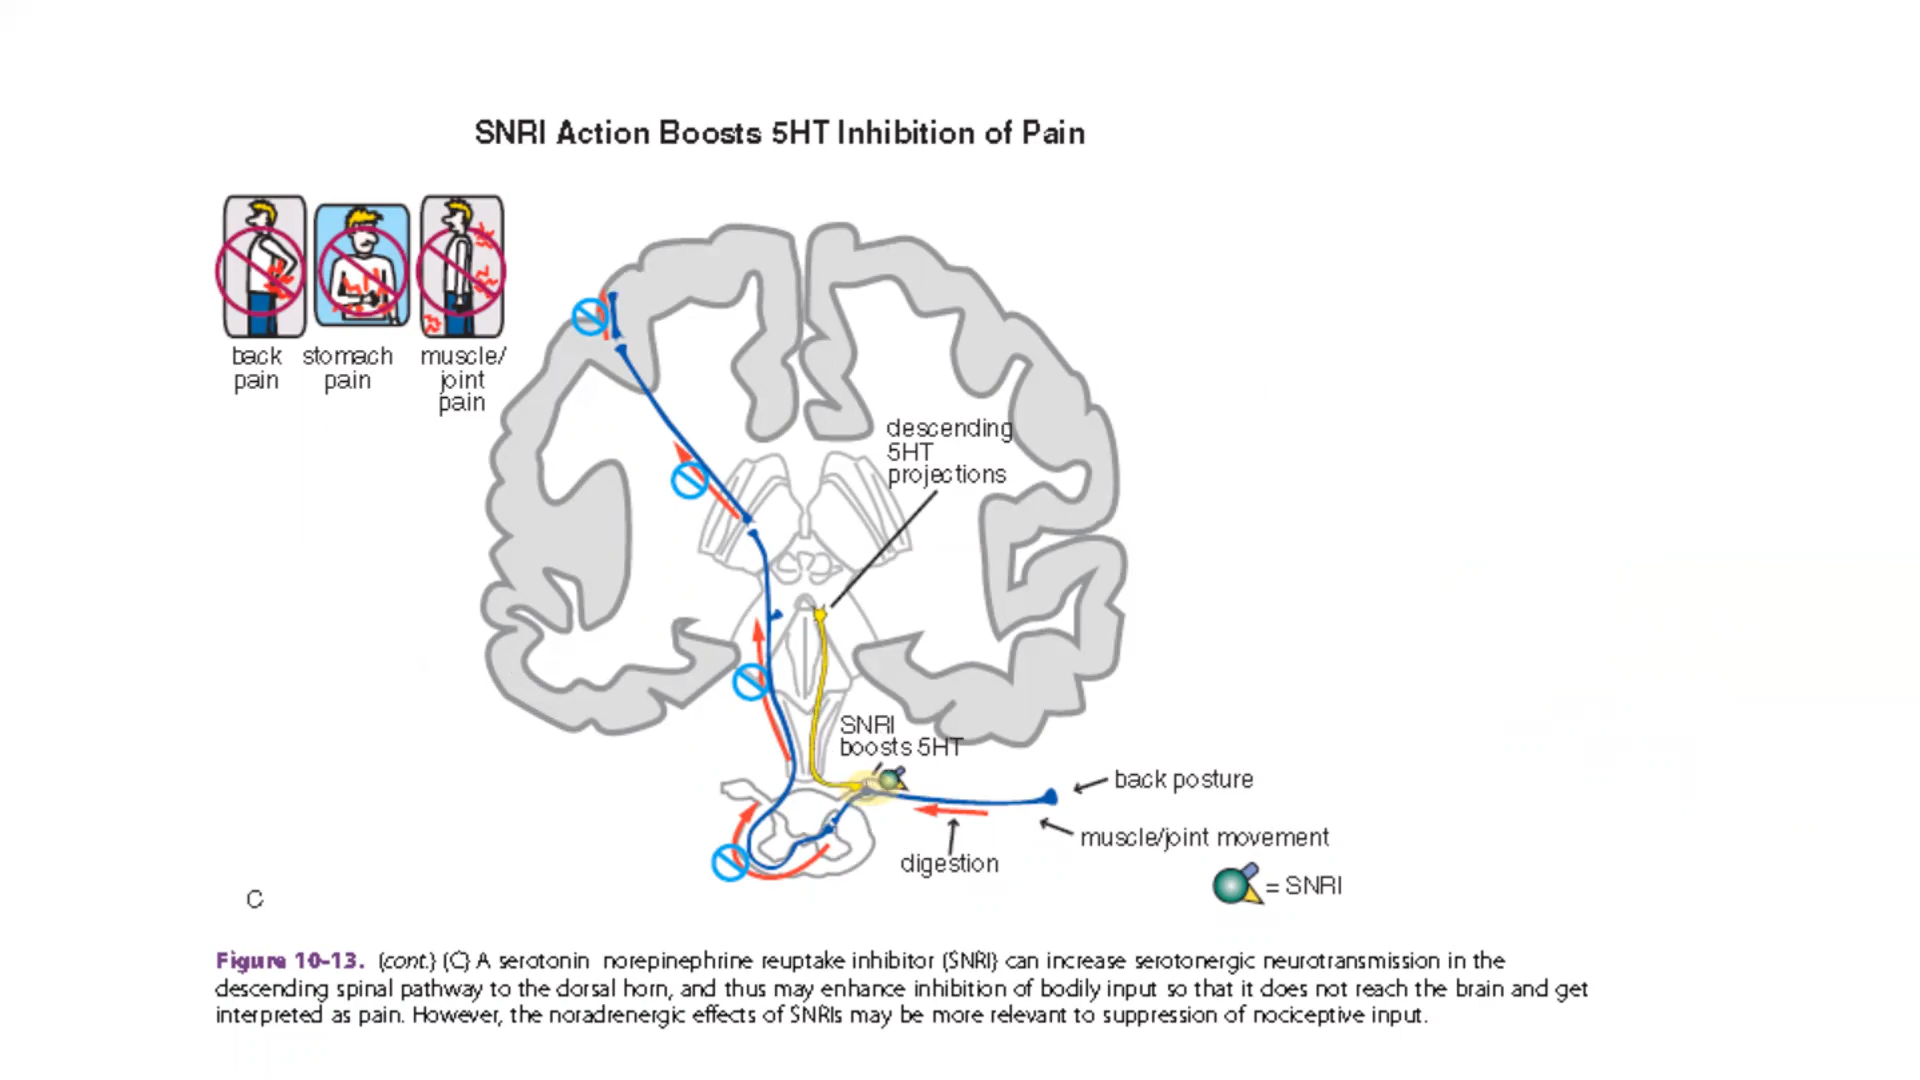 SNRI Action Boosts 5HT Inhibition of Pain
back
pain
stomach
pain
muscle/
joint
pain
descending
5HT
projections
SNRI
boosts 5HT
back posture
muscle/joint movement
digestion
= SNRI
C
Figure 10-13. (cont.) (C) A serotonin norepinephrine reuptake inhibitor (SNRI) can increase serotonergic neurotransmission in the
descending spinal pathway to the dorsal horn, and thus may enhance inhibition of bodily input so that it does not reach the brain and get
interpreted as pain. However, the noradrenergic effects of SNRIs may be more relevant to suppression of nociceptive input.